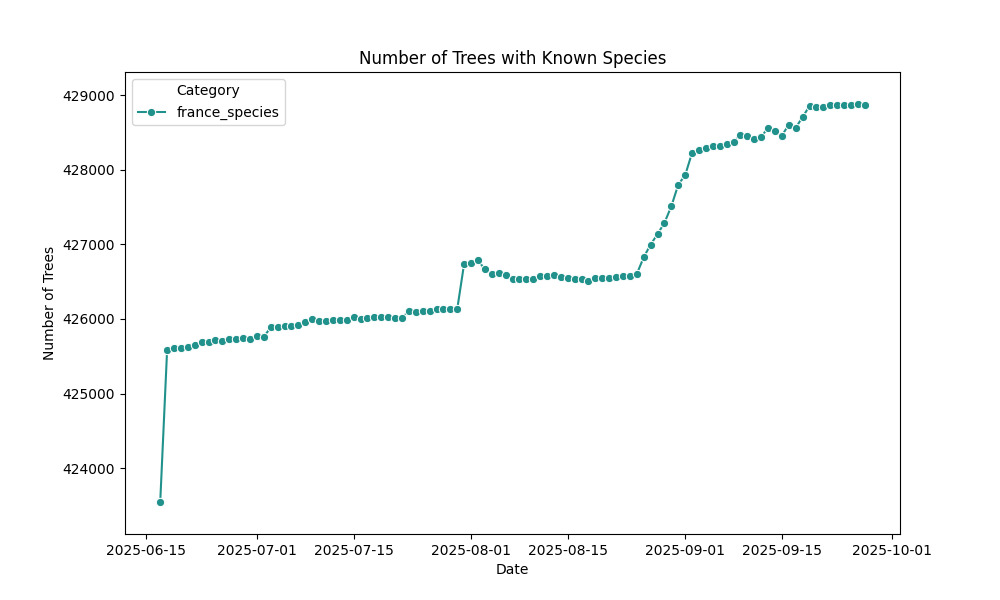 Number of Trees with Known Species
Category
france_species
Number of Trees
429000
428000
427000
426000
425000
424000
2025-06-15
2025-07-01
2025-07-15
2025-08-01
2025-08-15
2025-09-01
2025-09-15
2025-10-01
Date